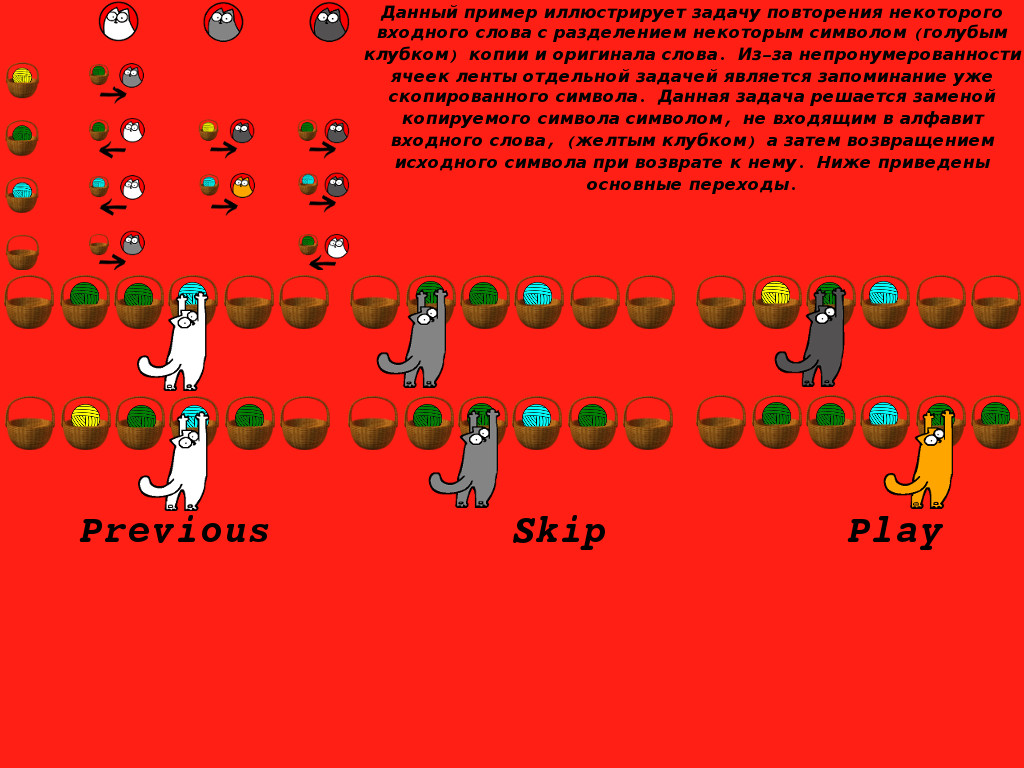 Данный пример иллюстрирует задачу повторения некоторого
входного слова с разделением некоторым символом (голубым
клубком) копии и оригинала слова. Из-за непронумерованности
ячеек ленты отдельной задачей является запоминание уже
скопированного символа. Данная задача решается заменой
копируемого символа символом, не входящим в алфавит
входного слова, (желтым клубком) а затем возвращением
исходного символа при возврате к нему. Ниже приведены
основные переходы.
Previous
Skip
Play